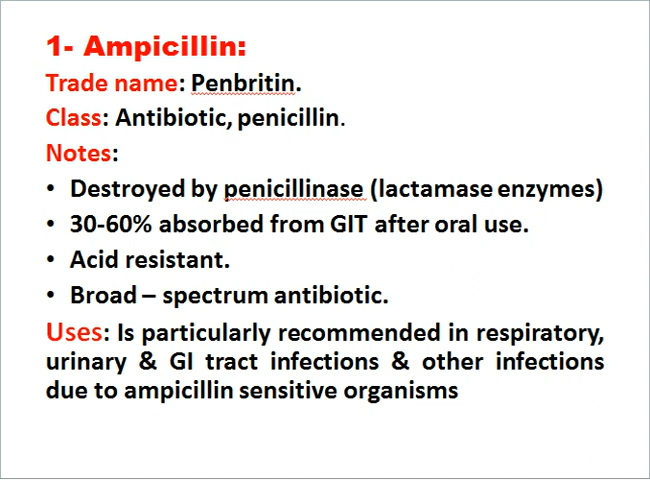 1- Ampicillin:
Trade name: Penbritin.
Class: Antibiotic, penicillin.
Notes:
• Destroyed by penicillinase (lactamase enzymes)
• 30-60% absorbed from GIT after oral use.
• Acid resistant.
• Broad – spectrum antibiotic.
Uses: Is particularly recommended in respiratory,
urinary & GI tract infections & other infections
due to ampicillin sensitive organisms